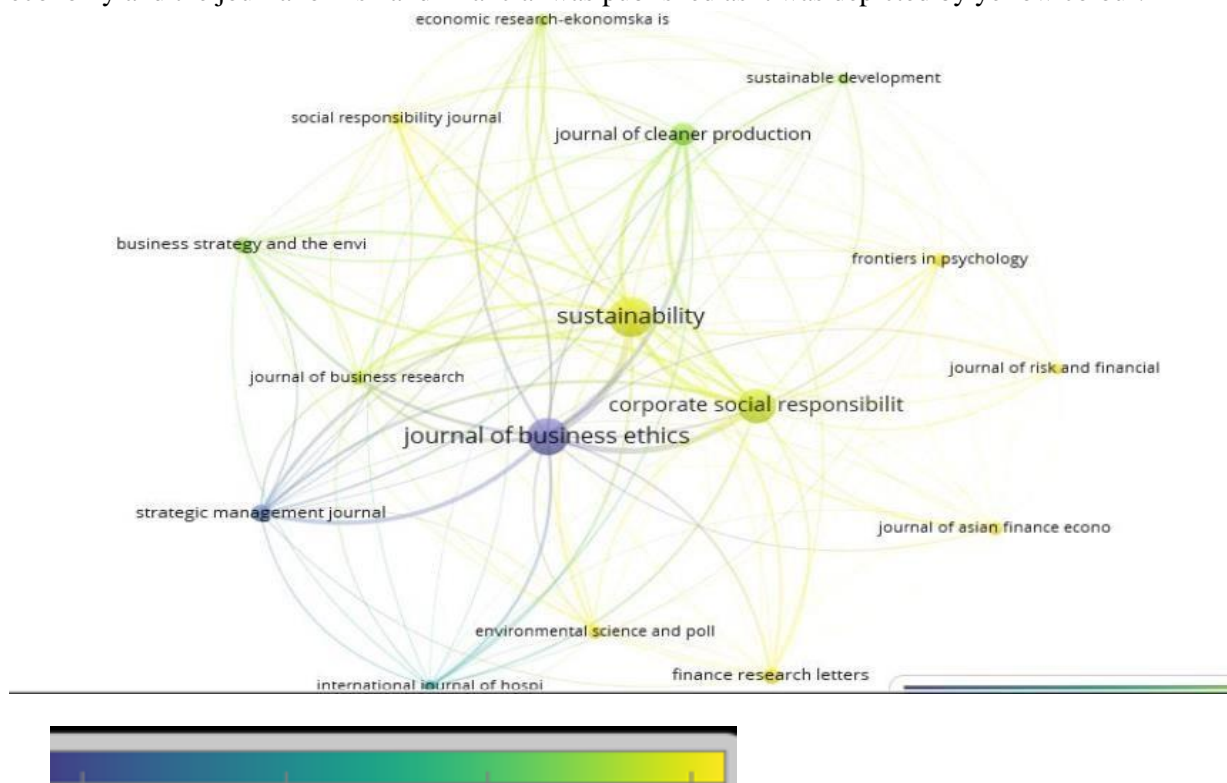 economic research-ekonomska is
sustainable development
social responsibility journal
journal of cleaner production
business strategy and the envi
frontiers in psychology
sustainability
journal of risk and financial
journal of business research
corporate social responsibilit
journal of business ethics
strategic management journal
journal of asian finance econo
environmental science and poll
finance research letters
international journal of hospi